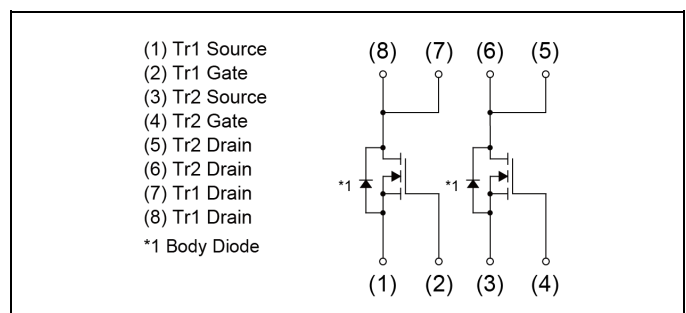 (1) Tr1 Source
(2) Tr1 Gate
(3) Tr2 Source
(4) Tr2 Gate
(5) Tr2 Drain
(6) Tr2 Drain
(7) Tr1 Drain
(8) Tr1 Drain
*1 Body Diode
(8) (7) (6) (5)
*1 *1
(1) (2) (3) (4)